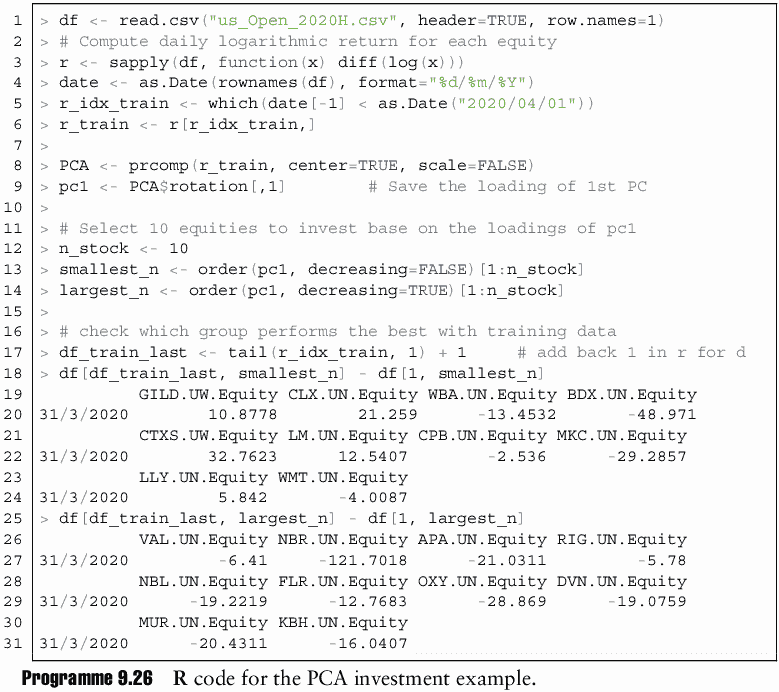 1 > df <- read.csv("us_Open_2020H.csv", header=TRUE, row.names=1)
2 > # Compute daily logarithmic return for each equity
3 > r <- sapply(df, function(x) diff(log(x)))
4 > date <- as.Date(rownames(df), format="%d/%m/%Y")
5 > r_idx_train <- which(date[-1] < as.Date("2020/04/01"))
6 > r_train <- r[r_idx_train,]
7 >
8 > PCA <- prcomp(r_train, center=TRUE, scale=FALSE)
9 > pc1 <- PCA$rotation[,1] # Save the loading of 1st PC
10 >
11 > # Select 10 equities to invest base on the loadings of pc1
12 > n_stock <- 10
13 > smallest_n <- order(pc1, decreasing=FALSE)[1:n_stock]
14 > largest_n <- order(pc1, decreasing=TRUE)[1:n_stock]
15 >
16 > # check which group performs the best with training data
17 > df_train_last <- tail(r_idx_train, 1) + 1 # add back 1 in r for d
18 > df[df_train_last, smallest_n] - df[1, smallest_n]
19 GILD.UW.Equity CLX.UN.Equity WBA.UN.Equity BDX.UN.Equity
20 31/3/2020 10.8778 21.259 -13.4532 -48.971
21 CTXS.UW.Equity LM.UN.Equity CPB.UN.Equity MKC.UN.Equity
22 31/3/2020 32.7623 12.5407 -2.536 -29.2857
23 LLY.UN.Equity WMT.UN.Equity
24 31/3/2020 5.842 -4.0087
25 > df[df_train_last, largest_n] - df[1, largest_n]
26 VAL.UN.Equity NBR.UN.Equity APA.UN.Equity RIG.UN.Equity
27 31/3/2020 -6.41 -121.7018 -21.0311 -5.78
28 NBL.UN.Equity FLR.UN.Equity OXY.UN.Equity DVN.UN.Equity
29 31/3/2020 -19.2219 -12.7683 -28.869 -19.0759
30 MUR.UN.Equity KBH.UN.Equity
31 31/3/2020 -20.4311 -16.0407
Programme 9.26 R code for the PCA investment example.